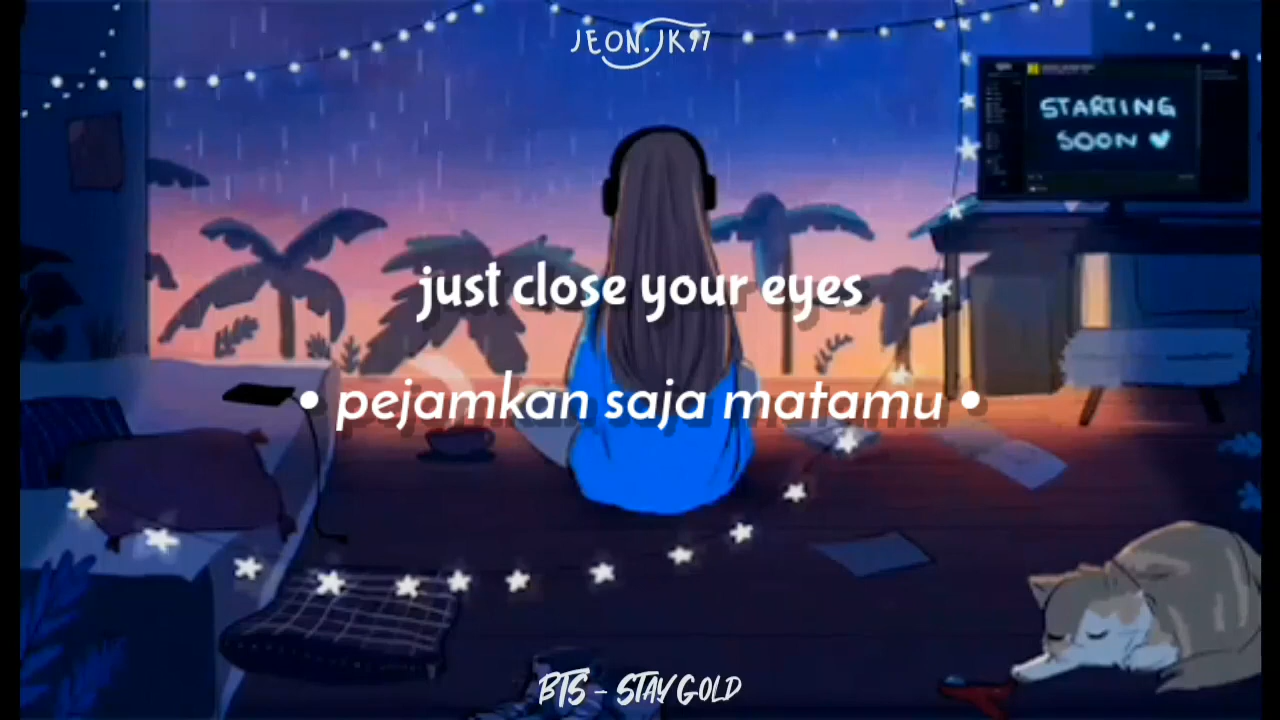 JEON.JK97
STARTING
SOON
just close your eyes
• pejamkan saja matamu •
BTS - STAY GOLD